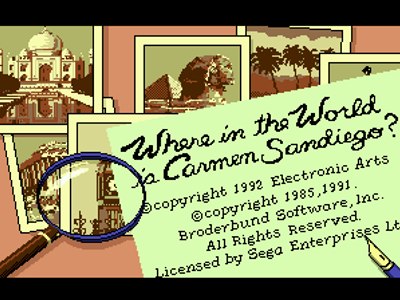 Where in the World
is Carmen Sandiego?
©copyright 1992 Electronic Arts
©copyright 1985,1991.
Broderbund Software, Inc.
All Rights Reserved.
Licensed by Sega Enterprises Lt